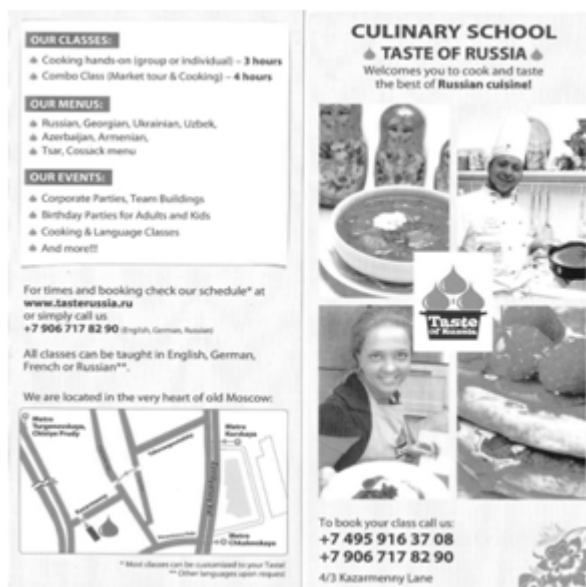 OUR CLASSES:
Cooking hands-on (group or individual) – 3 hours
Combo Class (Market tour & Cooking) – 4 hours
OUR MENUS:
Russian, Georgian, Ukrainian, Uzbek,
Azerbaijan, Armenian,
Tsar, Cossack menu
OUR EVENTS:
Corporate Parties, Team Buildings
Birthday Parties for Adults and Kids
Cooking & Language Classes
And more!!!
For times and booking check our schedule* at
www.tasterussia.ru
or simply call us
+7 906 717 82 90 (English, German, Russian)
All classes can be taught in English, German,
French or Russian**.
We are located in the very heart of old Moscow:
Metro
Turgenevskaya,
Chistye Prudy
Metro
Kurskaya
Metro
Chkalovskaya
* Most classes can be customized to your Taste!
** Other languages upon request
CULINARY SCHOOL
TASTE OF RUSSIA
Welcomes you to cook and taste
the best of Russian cuisine!
Taste
of Russia
To book your class call us:
+7 495 916 37 08
+7 906 717 82 90
4/3 Kazarmenny Lane